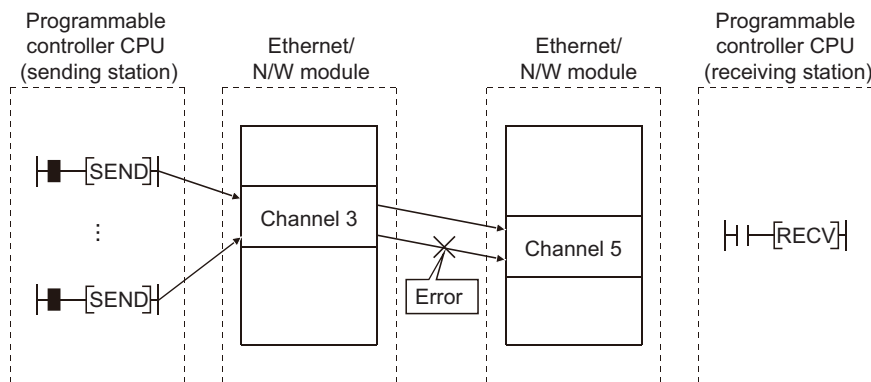 Programmable
controller CPU
(sending station)
Ethernet/
N/W module
Ethernet/
N/W module
Programmable
controller CPU
(receiving station)
SEND
Channel 3
Channel 5
RECV
SEND
Error